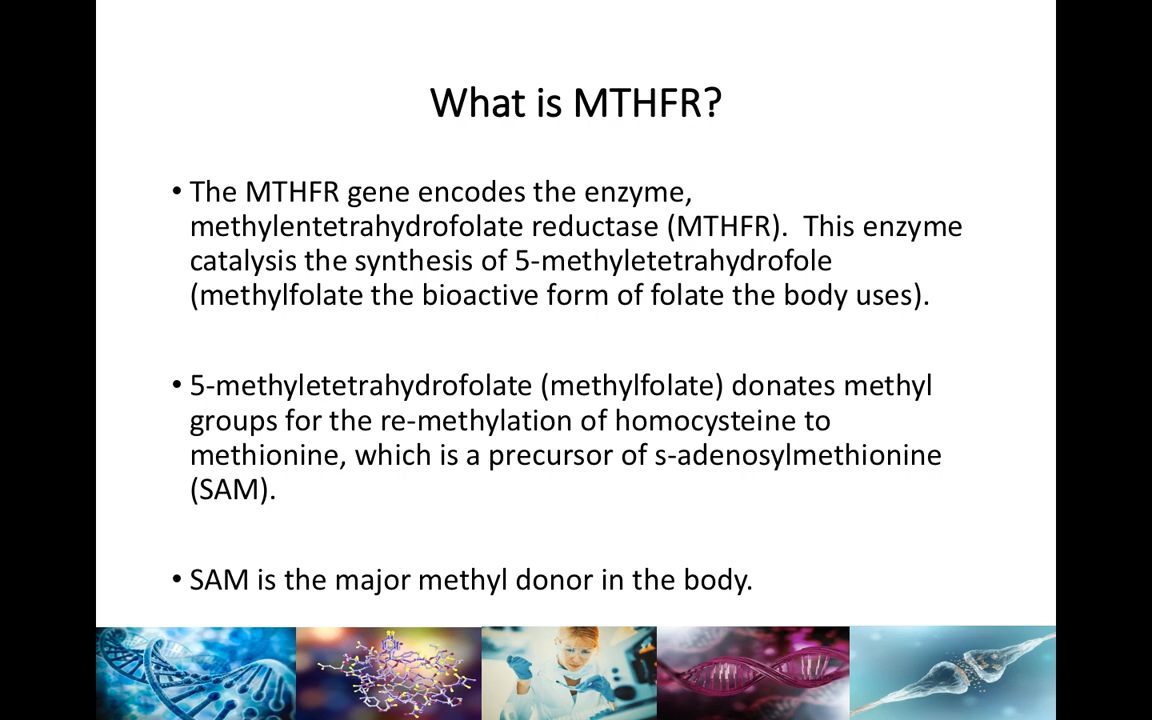 What is MTHFR?
• The MTHFR gene encodes the enzyme,
methylentetrahydrofolate reductase (MTHFR).  This enzyme
catalysis the synthesis of 5-methyletetrahydrofole
(methylfolate the bioactive form of folate the body uses).
• 5-methyletetrahydrofolate (methylfolate) donates methyl
groups for the re-methylation of homocysteine to
methionine, which is a precursor of s-adenosylmethionine
(SAM).
• SAM is the major methyl donor in the body.